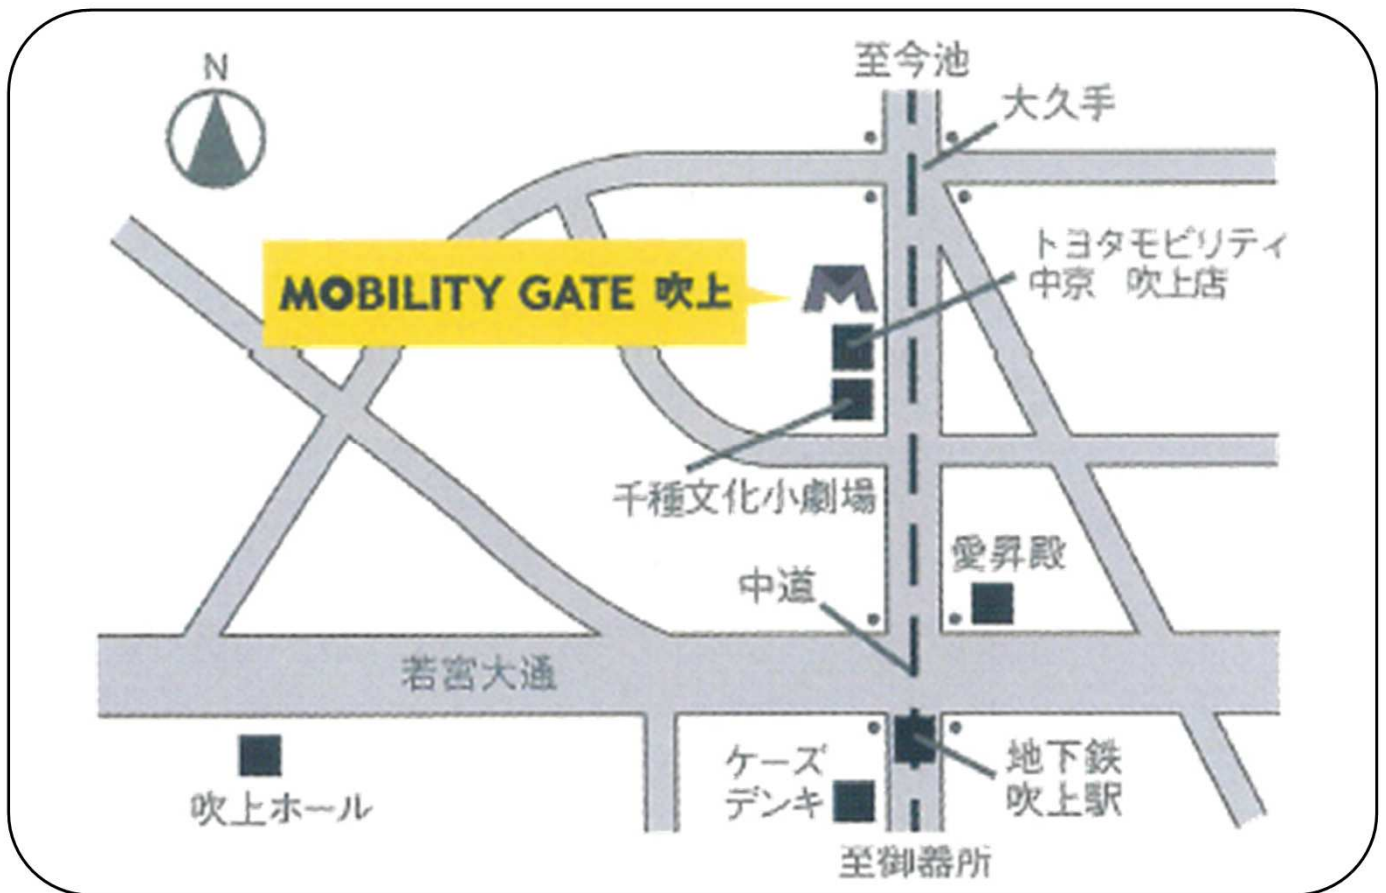 N
至今池
大久手
トヨタモビリティ
中京 吹上店
MOBILITY GATE 吹上
M
千種文化小劇場
愛昇殿
中道
若宮大通
ケーズ
デンキ
地下鉄
吹上駅
吹上ホール
至御器所